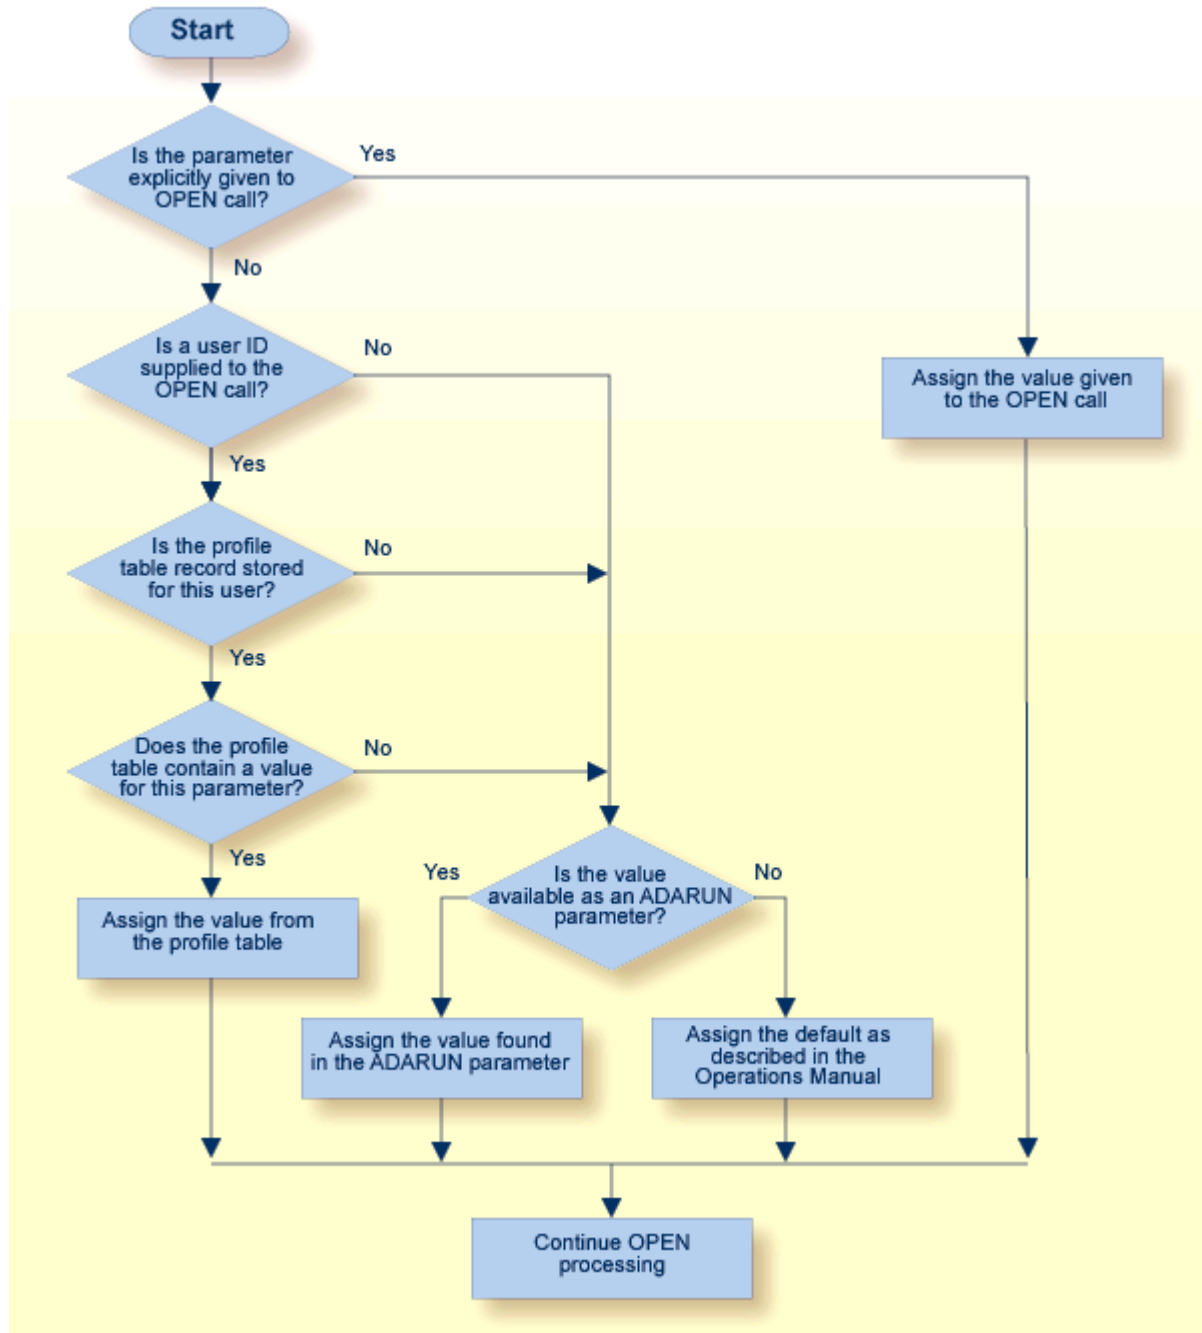 Start
Is the parameter
explicitly given to
OPEN call?
Yes
No
Is a user ID
supplied to the
OPEN call?
No
Assign the value given
to the OPEN call
Yes
Is the profile
table record stored
for this user?
No
Yes
Does the profile
table contain a value
for this parameter?
No
Yes
Yes
Is the value
available as an ADARUN
parameter?
No
Assign the value from
the profile table
Assign the value found
in the ADARUN parameter
Assign the default as
described in the
Operations Manual
Continue OPEN
processing